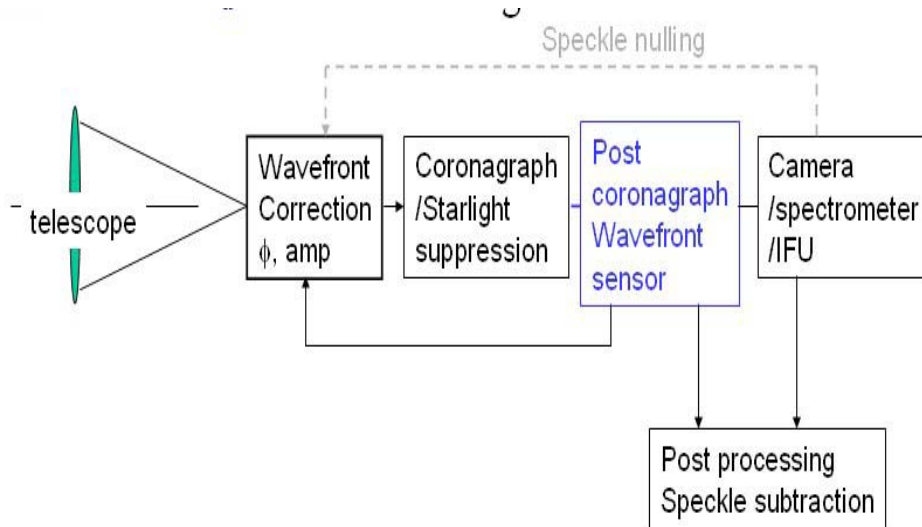 Speckle nulling
telescope
Wavefront
Correction
ϕ, amp
Coronagraph
/Starlight
suppression
Post
coronagraph
Wavefront
sensor
Camera
/spectrometer
/IFU
Post processing
Speckle subtraction